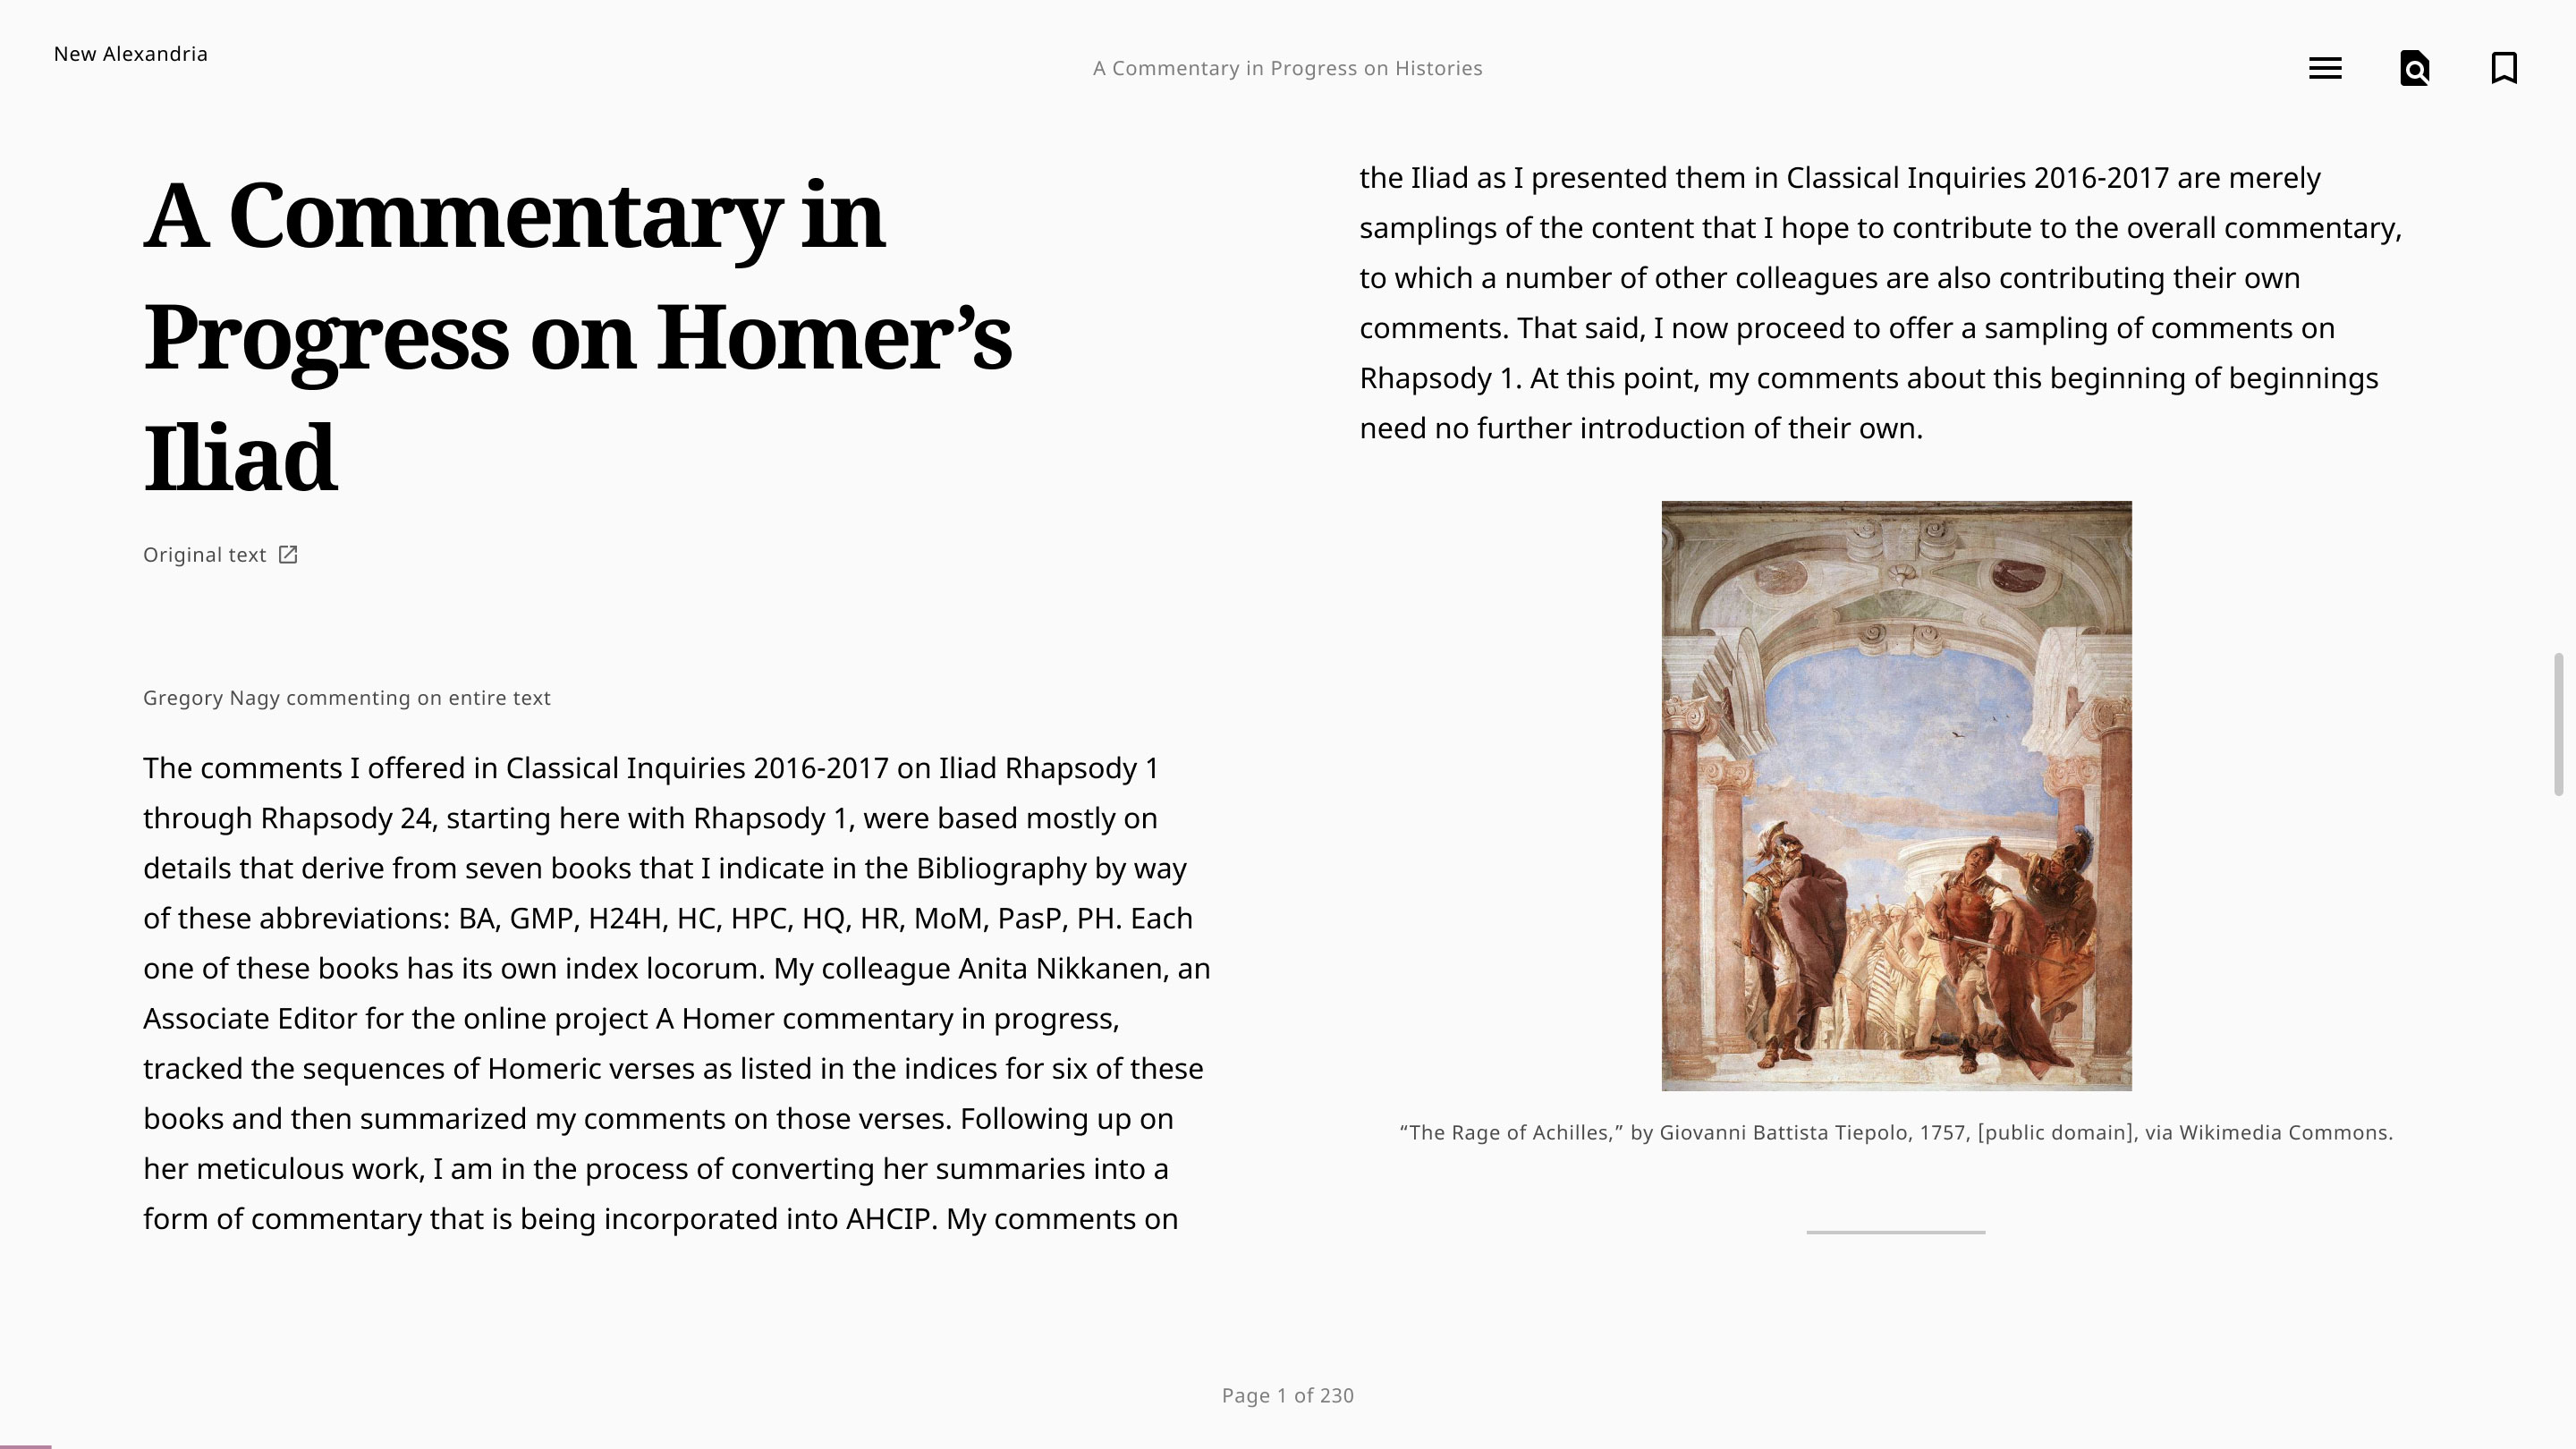 New Alexandria
A Commentary in Progress on Histories
A Commentary in
Progress on Homer’s
Iliad
Original text
Gregory Nagy commenting on entire text
The comments I offered in Classical Inquiries 2016-2017 on Iliad Rhapsody 1
through Rhapsody 24, starting here with Rhapsody 1, were based mostly on
details that derive from seven books that I indicate in the Bibliography by way
of these abbreviations: BA, GMP, H24H, HC, HPC, HQ, HR, MoM, PasP, PH. Each
one of these books has its own index locorum. My colleague Anita Nikkanen, an
Associate Editor for the online project A Homer commentary in progress,
tracked the sequences of Homeric verses as listed in the indices for six of these
books and then summarized my comments on those verses. Following up on
her meticulous work, I am in the process of converting her summaries into a
form of commentary that is being incorporated into AHCIP. My comments on
the Iliad as I presented them in Classical Inquiries 2016-2017 are merely
samplings of the content that I hope to contribute to the overall commentary,
to which a number of other colleagues are also contributing their own
comments. That said, I now proceed to offer a sampling of comments on
Rhapsody 1. At this point, my comments about this beginning of beginnings
need no further introduction of their own.
“The Rage of Achilles,” by Giovanni Battista Tiepolo, 1757, [public domain], via Wikimedia Commons.
Page 1 of 230